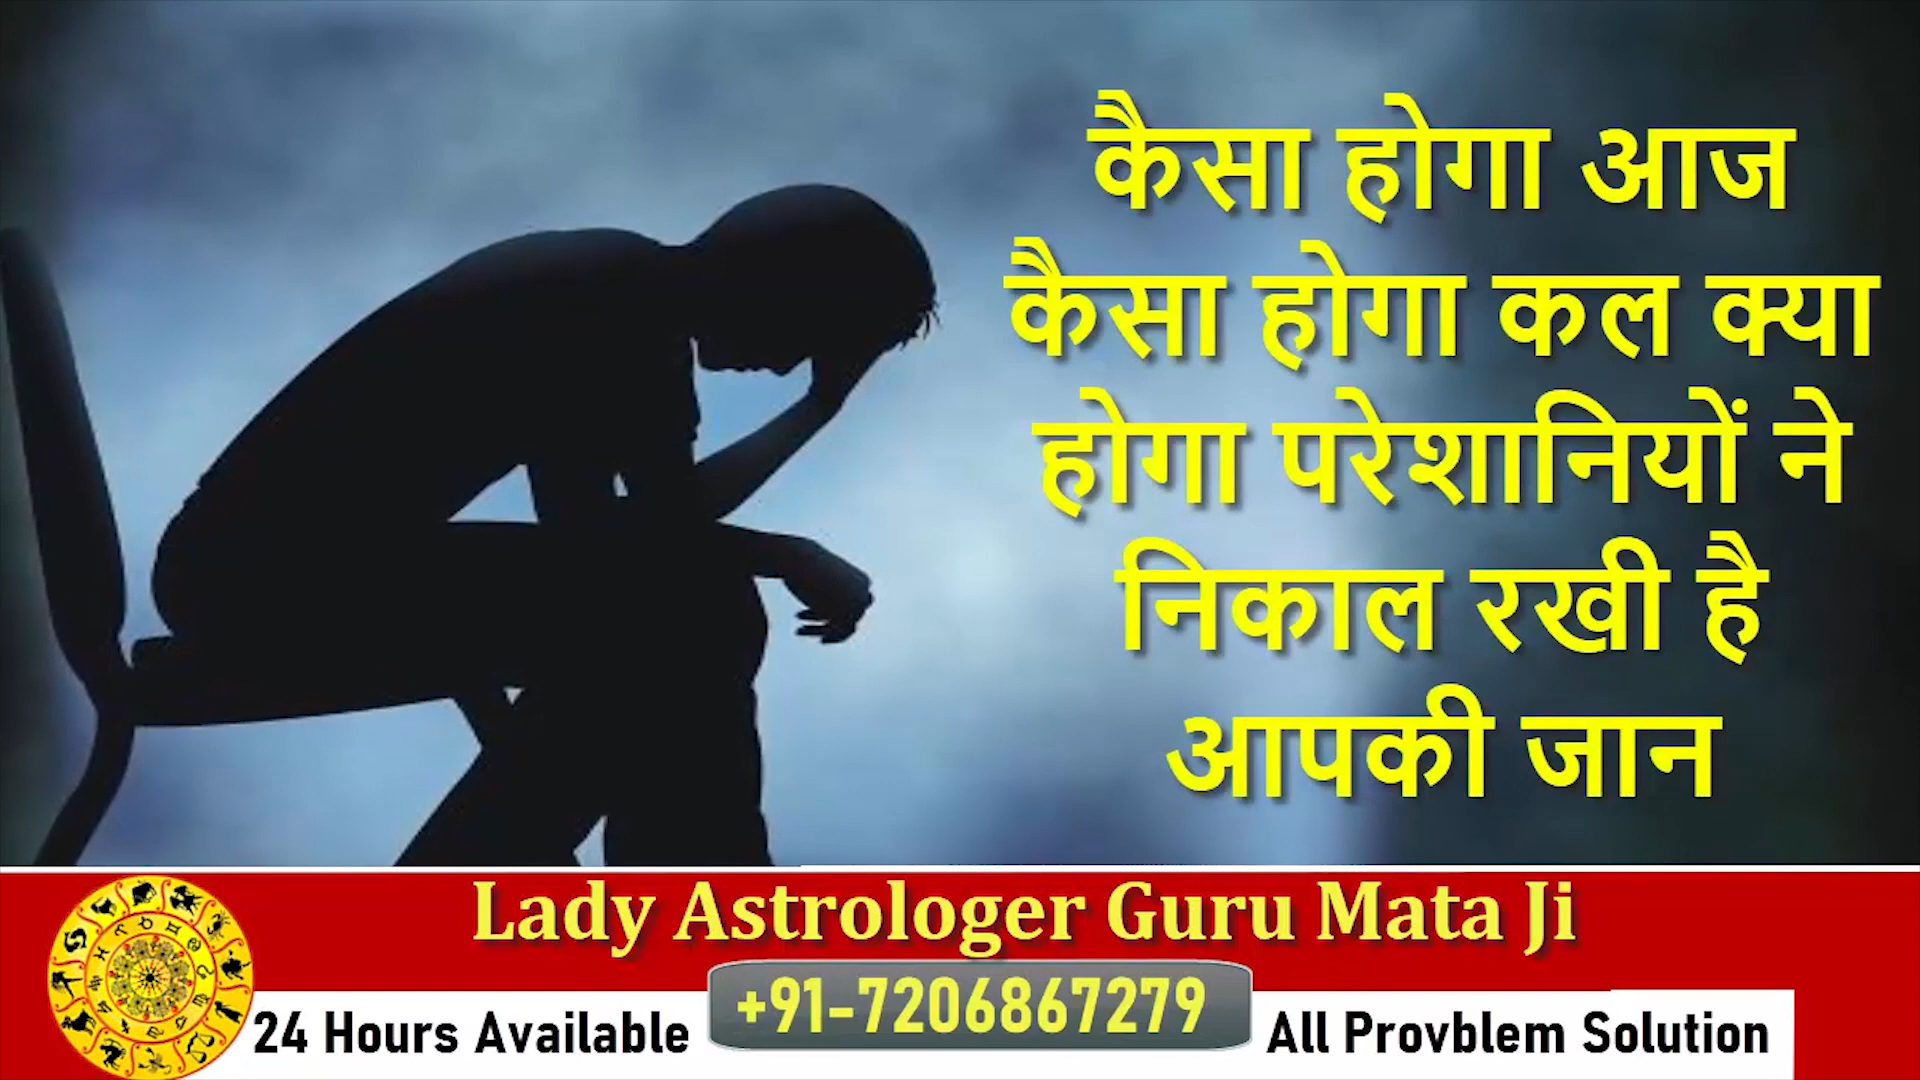 कैसा होगा आज
कैसा होगा कल क्या
होगा परेशानियों ने
निकाल रखी है
आपकी जान
Lady Astrologer Guru Mata Ji
+91-7206867279
24 Hours Available
All Provblem Solution